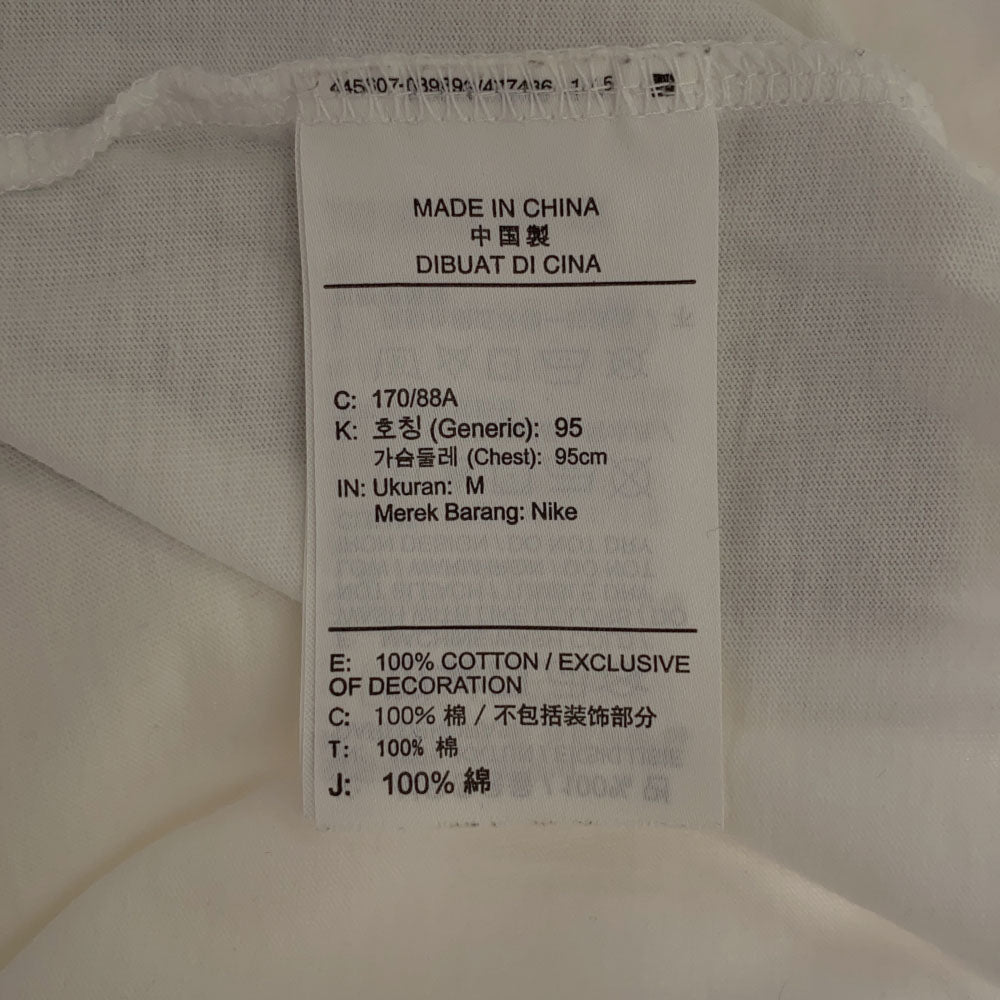 MADE IN CHINA
中国製
DIBUAT DI CINA
C: 170/88A
K: 호칭 (Generic): 95
가슴둘레 (Chest): 95cm
IN: Ukuran: M
Merek Barang: Nike
E: 100% COTTON / EXCLUSIVE
OF DECORATION
C: 100% 棉 / 不包括装饰部分
T: 100% 棉
J: 100% 綿